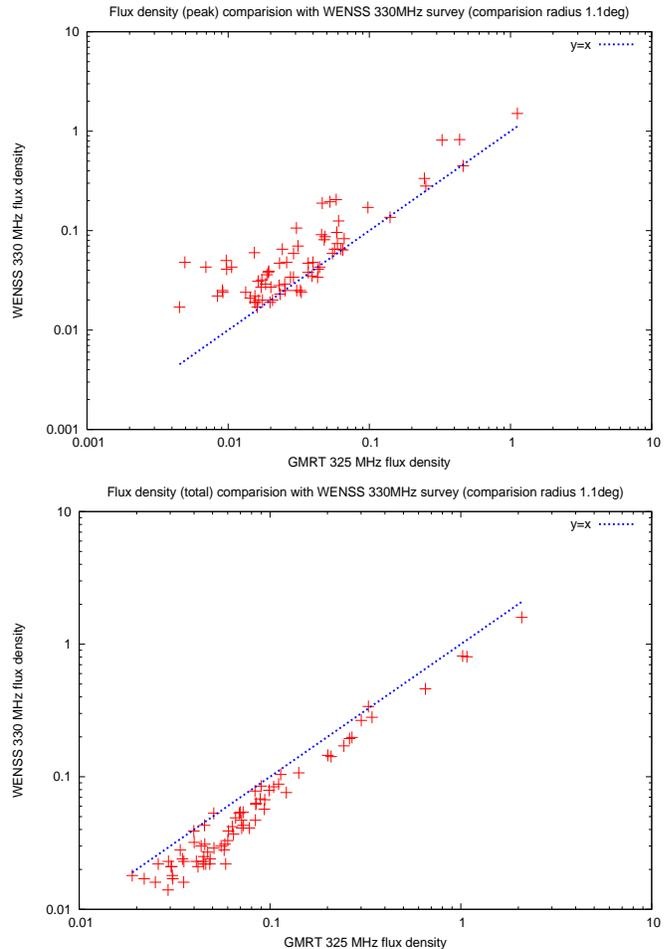 Flux density (peak) comparision with WENSS 330MHz survey (comparision radius 1.1deg)
10
y=x
1
0.1
0.01
0.001
WENSS 330 MHz flux density
0.001 0.01 0.1 1 10
GMRT 325 MHz flux density
Flux density (total) comparision with WENSS 330MHz survey (comparision radius 1.1deg)
10
y=x
1
0.1
0.01
WENSS 330 MHz flux density
0.01 0.1 1 10
GMRT 325 MHz flux density